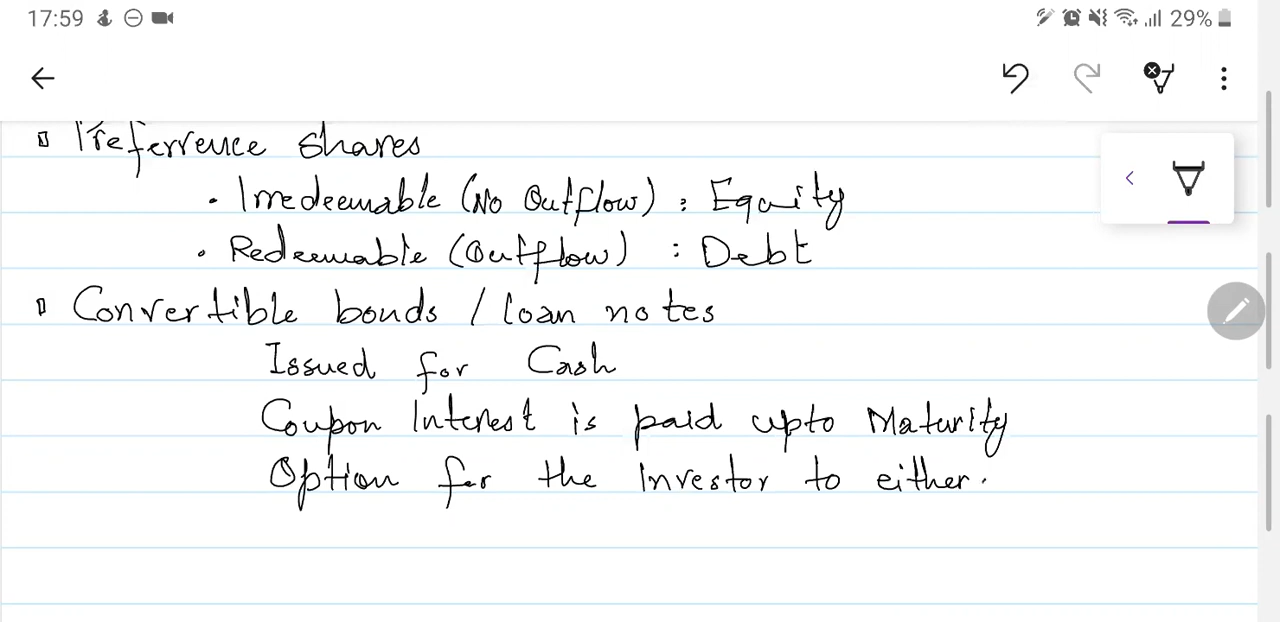 17:59 29%
Preferrence shares
• Irredeemable (No Outflow) : Equity
• Redeemable (Outflow) : Debt
Convertible bonds / loan notes
Issued for Cash
Coupon Interest is paid upto Maturity
Option for the investor to either.